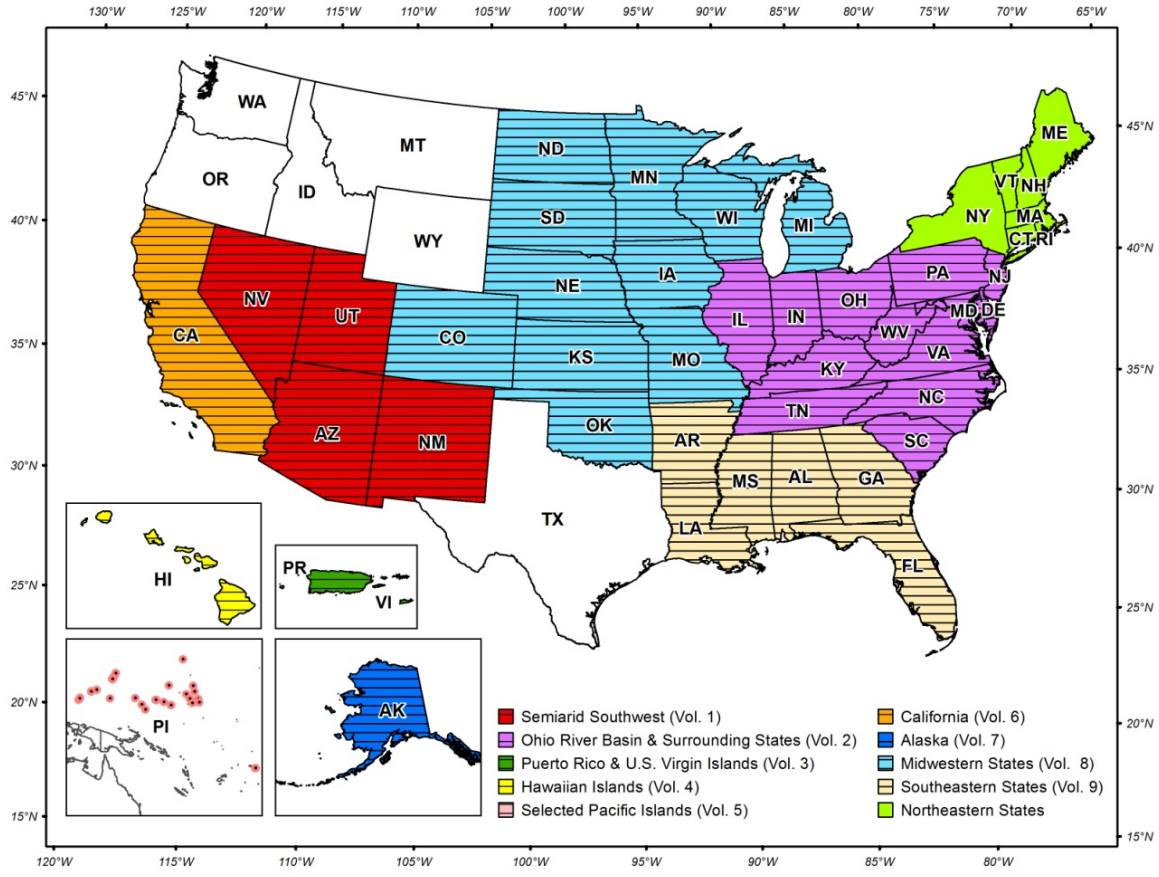 130°W 125°W 120°W 115°W 110°W 105°W 100°W 95°W 90°W 85°W 80°W 75°W 70°W 65°W
45°N
40°N
35°N
30°N
25°N
20°N
15°N
WA
MT
ND
MN
ME
OR
ID
SD
WI
MI
VT
NH
NY
MA
CT
RI
WY
NV
UT
NE
IA
PA
NJ
OH
IL
IN
MD
DE
CA
CO
KS
MO
WV
VA
KY
NC
TN
AZ
NM
OK
AR
SC
MS
AL
GA
TX
LA
FL
HI
PR
VI
PI
AK
Semiarid Southwest (Vol. 1)
Ohio River Basin & Surrounding States (Vol. 2)
Puerto Rico & U.S. Virgin Islands (Vol. 3)
Hawaiian Islands (Vol. 4)
Selected Pacific Islands (Vol. 5)
California (Vol. 6)
Alaska (Vol. 7)
Midwestern States (Vol. 8)
Southeastern States (Vol. 9)
Northeastern States
45°N
40°N
35°N
30°N
25°N
20°N
15°N
120°W 115°W 110°W 105°W 100°W 95°W 90°W 85°W 80°W